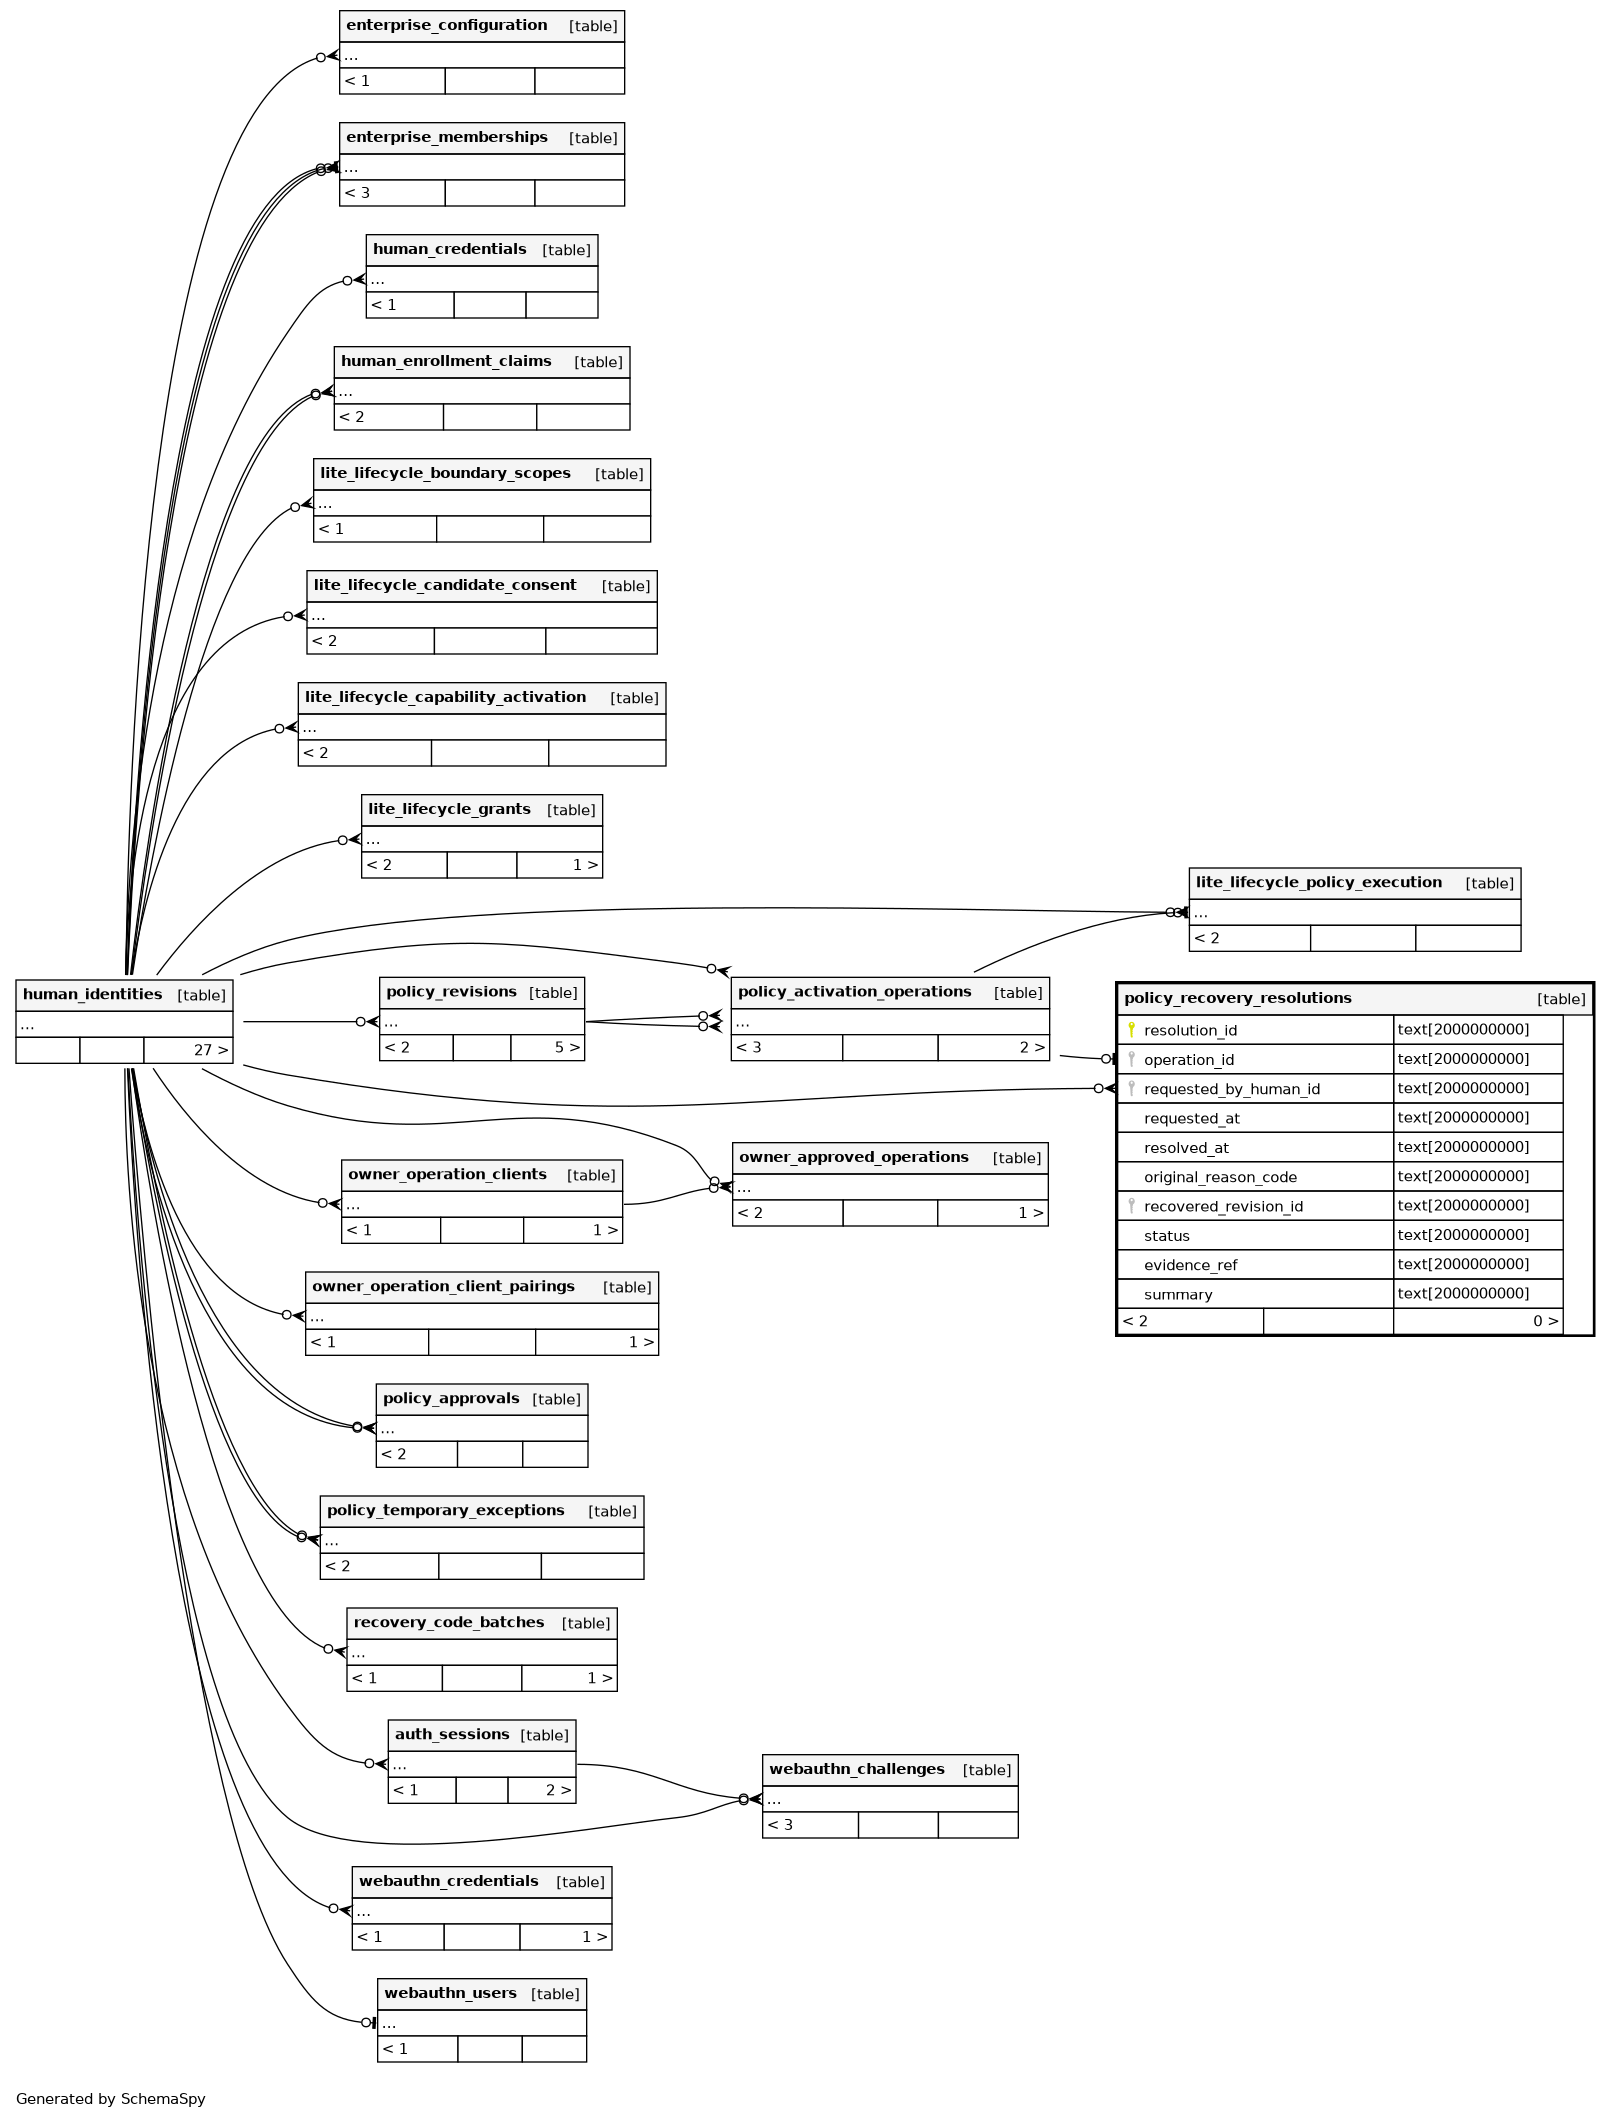 enterprise_configuration [table]
...
< 1
enterprise_memberships [table]
...
< 3
human_credentials [table]
...
< 1
human_enrollment_claims [table]
...
< 2
lite_lifecycle_boundary_scopes [table]
...
< 1
lite_lifecycle_candidate_consent [table]
...
< 2
lite_lifecycle_capability_activation [table]
...
< 2
lite_lifecycle_grants [table]
...
< 2 1 >
lite_lifecycle_policy_execution [table]
...
< 2
human_identities [table]
...
27 >
policy_revisions [table]
...
< 2 5 >
policy_activation_operations [table]
...
< 3 2 >
policy_recovery_resolutions [table]
resolution_id text[2000000000]
operation_id text[2000000000]
requested_by_human_id text[2000000000]
requested_at text[2000000000]
resolved_at text[2000000000]
original_reason_code text[2000000000]
recovered_revision_id text[2000000000]
status text[2000000000]
evidence_ref text[2000000000]
summary text[2000000000]
< 2 0 >
owner_operation_clients [table]
...
< 1 1 >
owner_approved_operations [table]
...
< 2 1 >
owner_operation_client_pairings [table]
...
< 1 1 >
policy_approvals [table]
...
< 2
policy_temporary_exceptions [table]
...
< 2
recovery_code_batches [table]
...
< 1 1 >
auth_sessions [table]
...
< 1 2 >
webauthn_challenges [table]
...
< 3
webauthn_credentials [table]
...
< 1 1 >
webauthn_users [table]
...
< 1
Generated by SchemaSpy